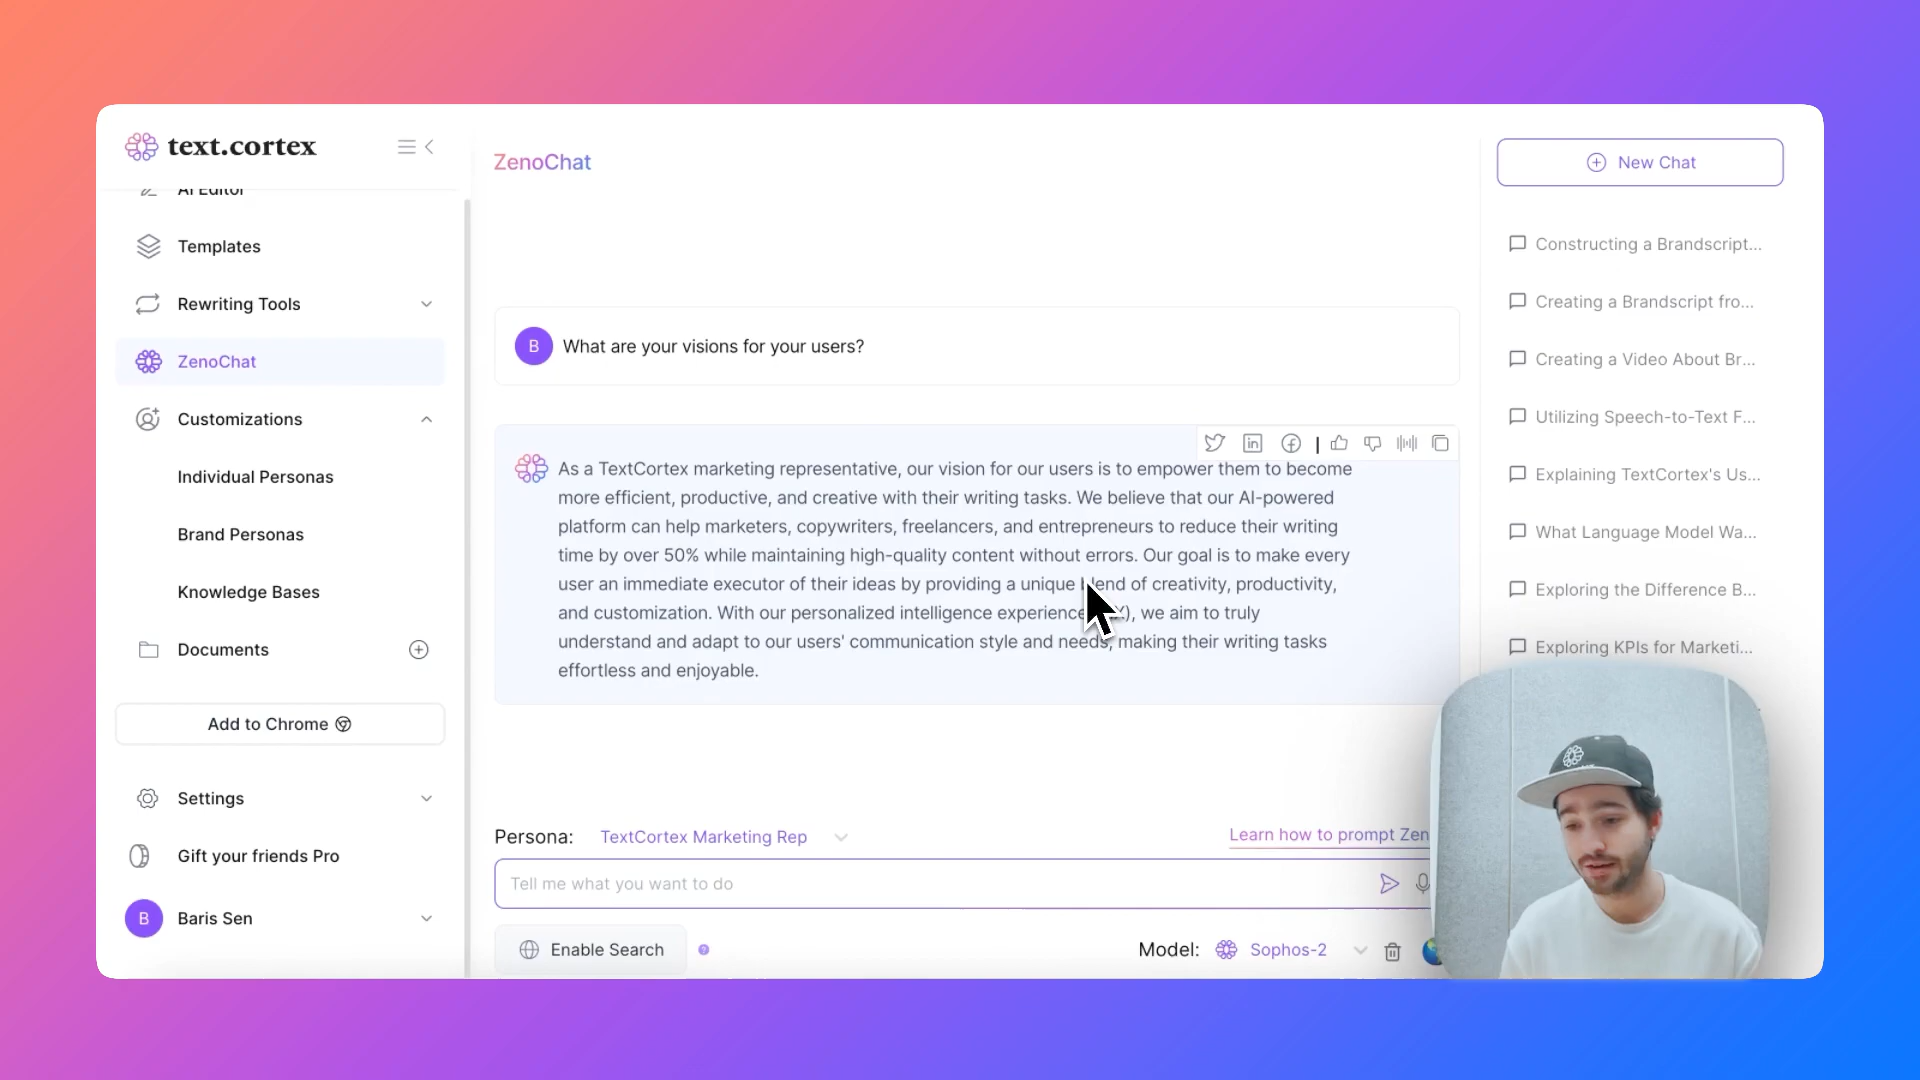 text.cortex
AI Editor
Templates
Rewriting Tools
ZenoChat
Customizations
Individual Personas
Brand Personas
Knowledge Bases
Documents
Add to Chrome
Settings
Gift your friends Pro
B Baris Sen
ZenoChat
B What are your visions for your users?
As a TextCortex marketing representative, our vision for our users is to empower them to become
more efficient, productive, and creative with their writing tasks. We believe that our AI-powered
platform can help marketers, copywriters, freelancers, and entrepreneurs to reduce their writing
time by over 50% while maintaining high-quality content without errors. Our goal is to make every
user an immediate executor of their ideas by providing a unique blend of creativity, productivity,
and customization. With our personalized intelligence experience we aim to truly
understand and adapt to our users' communication style and needs, making their writing tasks
effortless and enjoyable.
Persona: TextCortex Marketing Rep
Learn how to prompt Zen
Tell me what you want to do
Enable Search
?
Model: Sophos-2
New Chat
Constructing a Brandscript...
Creating a Brandscript fro...
Creating a Video About Br...
Utilizing Speech-to-Text F...
Explaining TextCortex's Us...
What Language Model Wa...
Exploring the Difference B...
Exploring KPIs for Marketi...